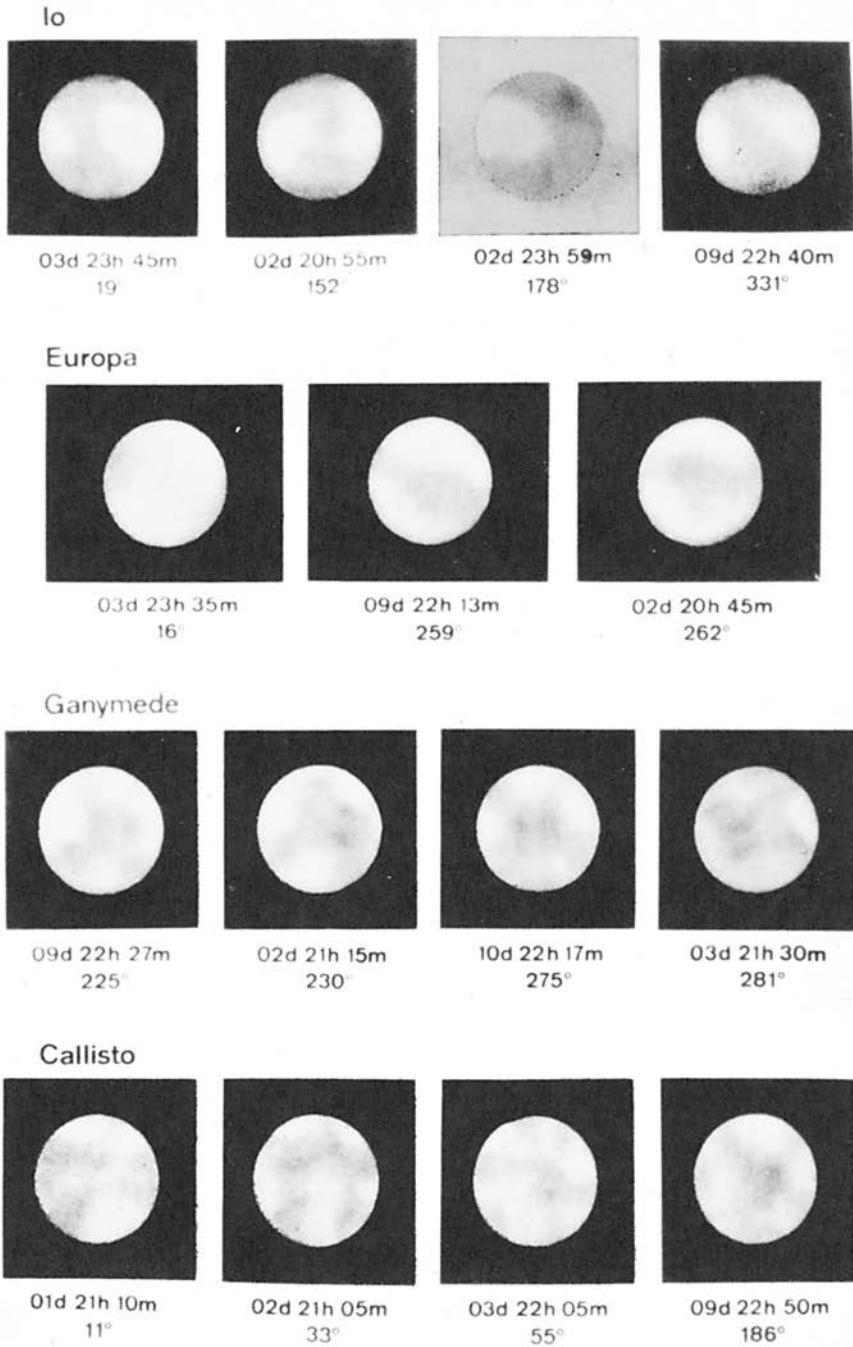 Io
03d 23h 45m 02d 20h 55m 02d 23h 59m 09d 22h 40m
19° 152° 178° 331°
Europa
03d 23h 35m 09d 22h 13m 02d 20h 45m
16° 259° 262°
Ganymede
09d 22h 27m 02d 21h 15m 10d 22h 17m 03d 21h 30m
225° 230° 275° 281°
Callisto
01d 21h 10m 02d 21h 05m 03d 22h 05m 09d 22h 50m
11° 33° 55° 186°